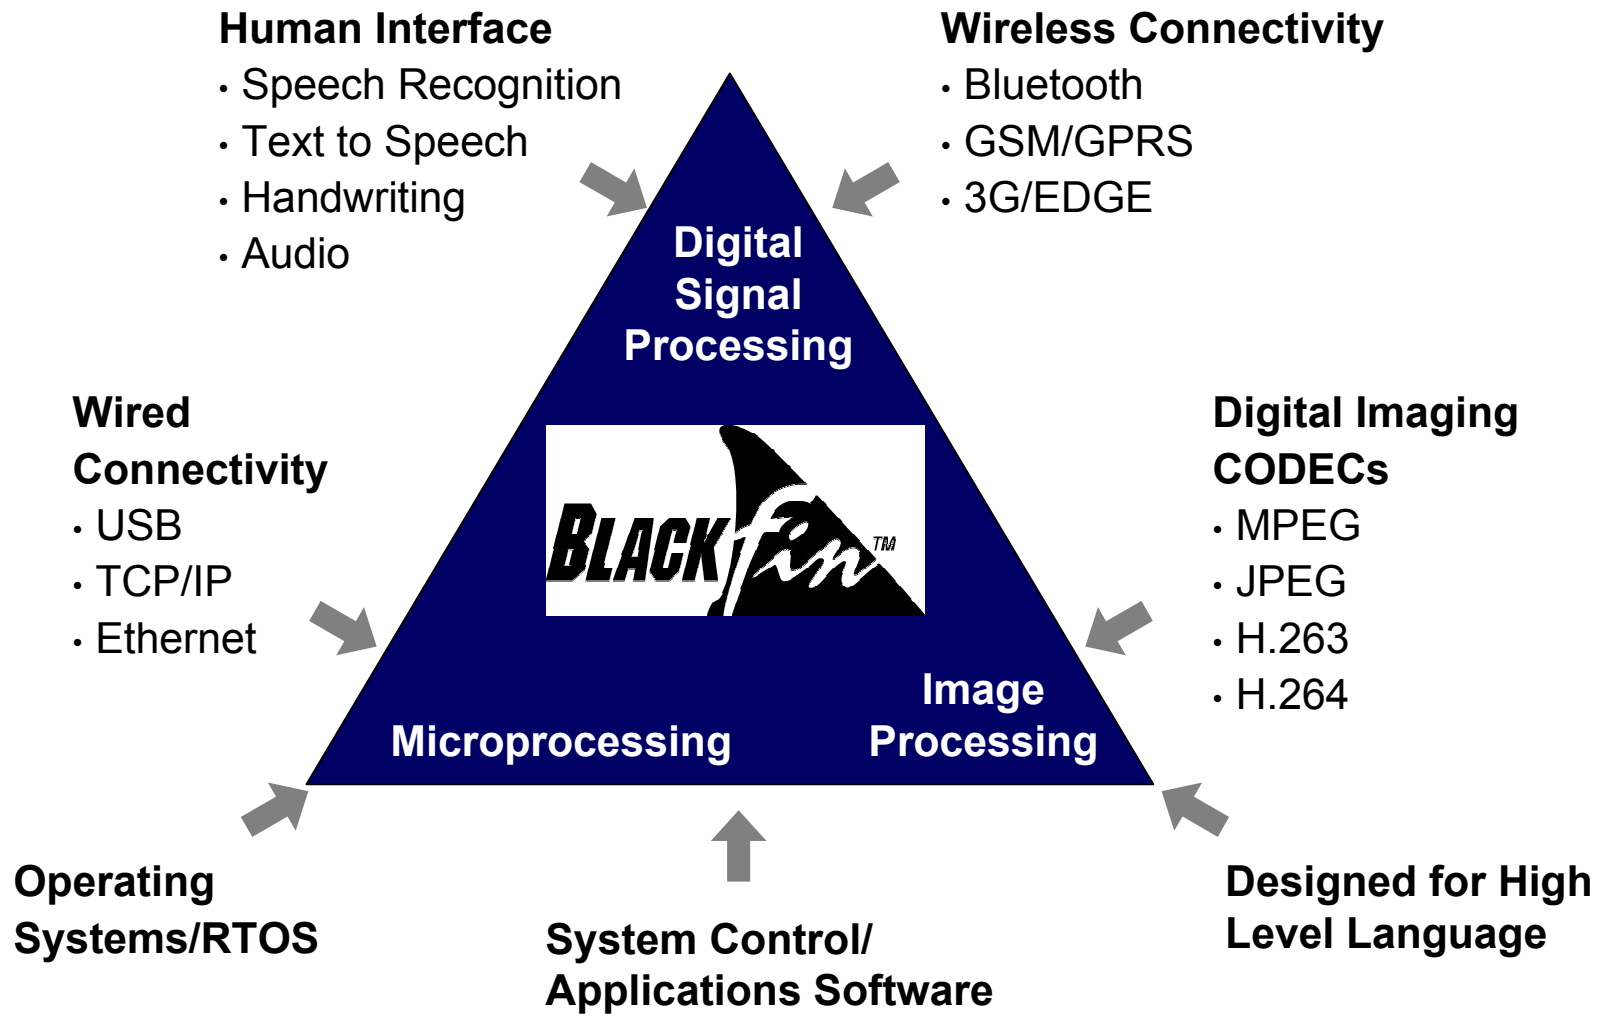 Human Interface
• Speech Recognition
• Text to Speech
• Handwriting
• Audio
Wireless Connectivity
• Bluetooth
• GSM/GPRS
• 3G/EDGE
Digital
Signal
Processing
Wired
Connectivity
• USB
• TCP/IP
• Ethernet
BLACKfin™
Digital Imaging
CODECs
• MPEG
• JPEG
• H.263
• H.264
Microprocessing
Image
Processing
Operating
Systems/RTOS
System Control/
Applications Software
Designed for High
Level Language